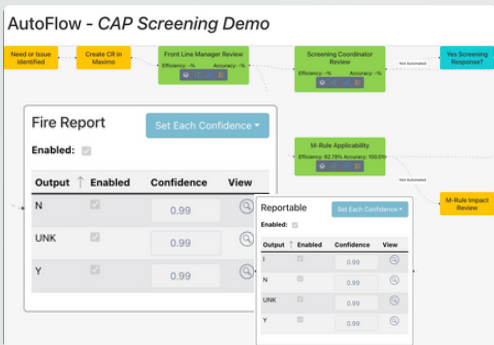 AutoFlow - CAP Screening Demo
Need or Issue
Identified
Create CR in
Maximo
Front Line Manager Review
Efficiency: -% Accuracy: -%
Screening Coordinator
Review
Efficiency: -% Accuracy: -%
Not Automated
Yes Screening
Response?
M-Rule Applicability
Efficiency: 62.78% Accuracy: 100.0%
Not Automated
M-Rule Impact
Review
Fire Report
Set Each Confidence
Enabled:
Output ↑ Enabled Confidence View
N 0.99
UNK 0.99
Y 0.99
Reportable
Set Each Confidence
Enabled:
Output ↑ Enabled Confidence View
I 0.99
N 0.99
UNK 0.99
Y 0.99